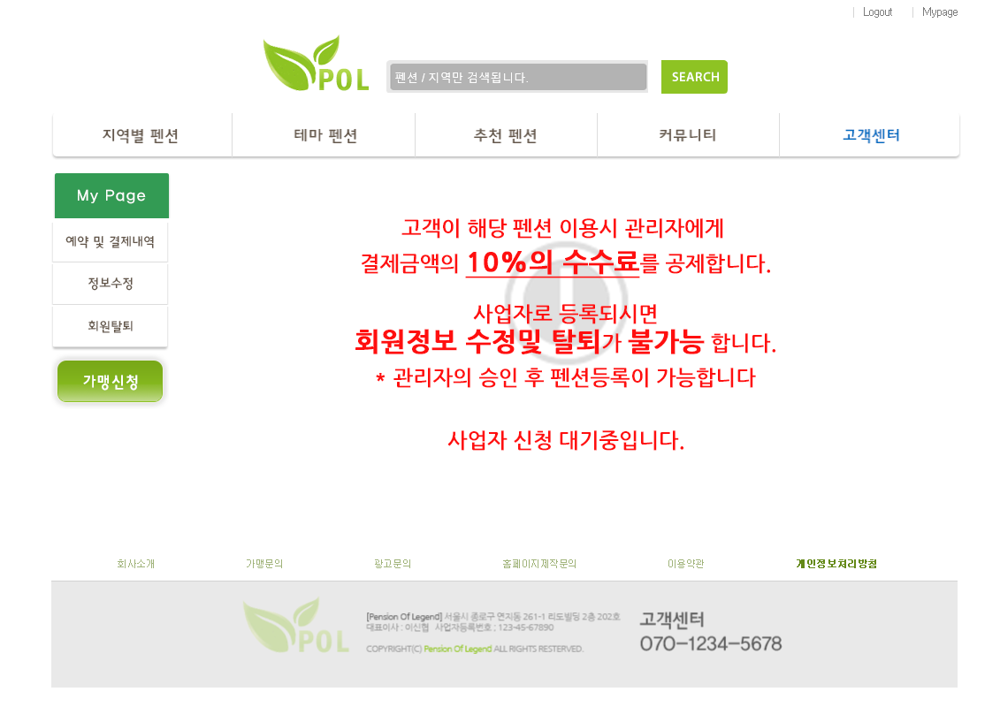 Logout
Mypage
POL
펜션 / 지역만 검색됩니다.
SEARCH
지역별 펜션
테마 펜션
추천 펜션
커뮤니티
고객센터
My Page
예약 및 결제내역
정보수정
회원탈퇴
가맹신청
고객이 해당 펜션 이용시 관리자에게
결제금액의 10%의 수수료를 공제합니다.
사업자로 등록되시면
회원정보 수정및 탈퇴가 불가능 합니다.
* 관리자의 승인 후 펜션등록이 가능합니다
사업자 신청 대기중입니다.
회사소개
가맹문의
광고문의
홈페이지제작문의
이용약관
개인정보처리방침
POL
[Pension Of Legend] 서울시 종로구 연지동 261-1 리도빌딩 2층 202호
대표이사 : 이신협 사업자등록번호 ; 123-45-67890
COPYRIGHT(C) Pension Of Legend ALL RIGHTS RESTERVED.
고객센터
070-1234-5678